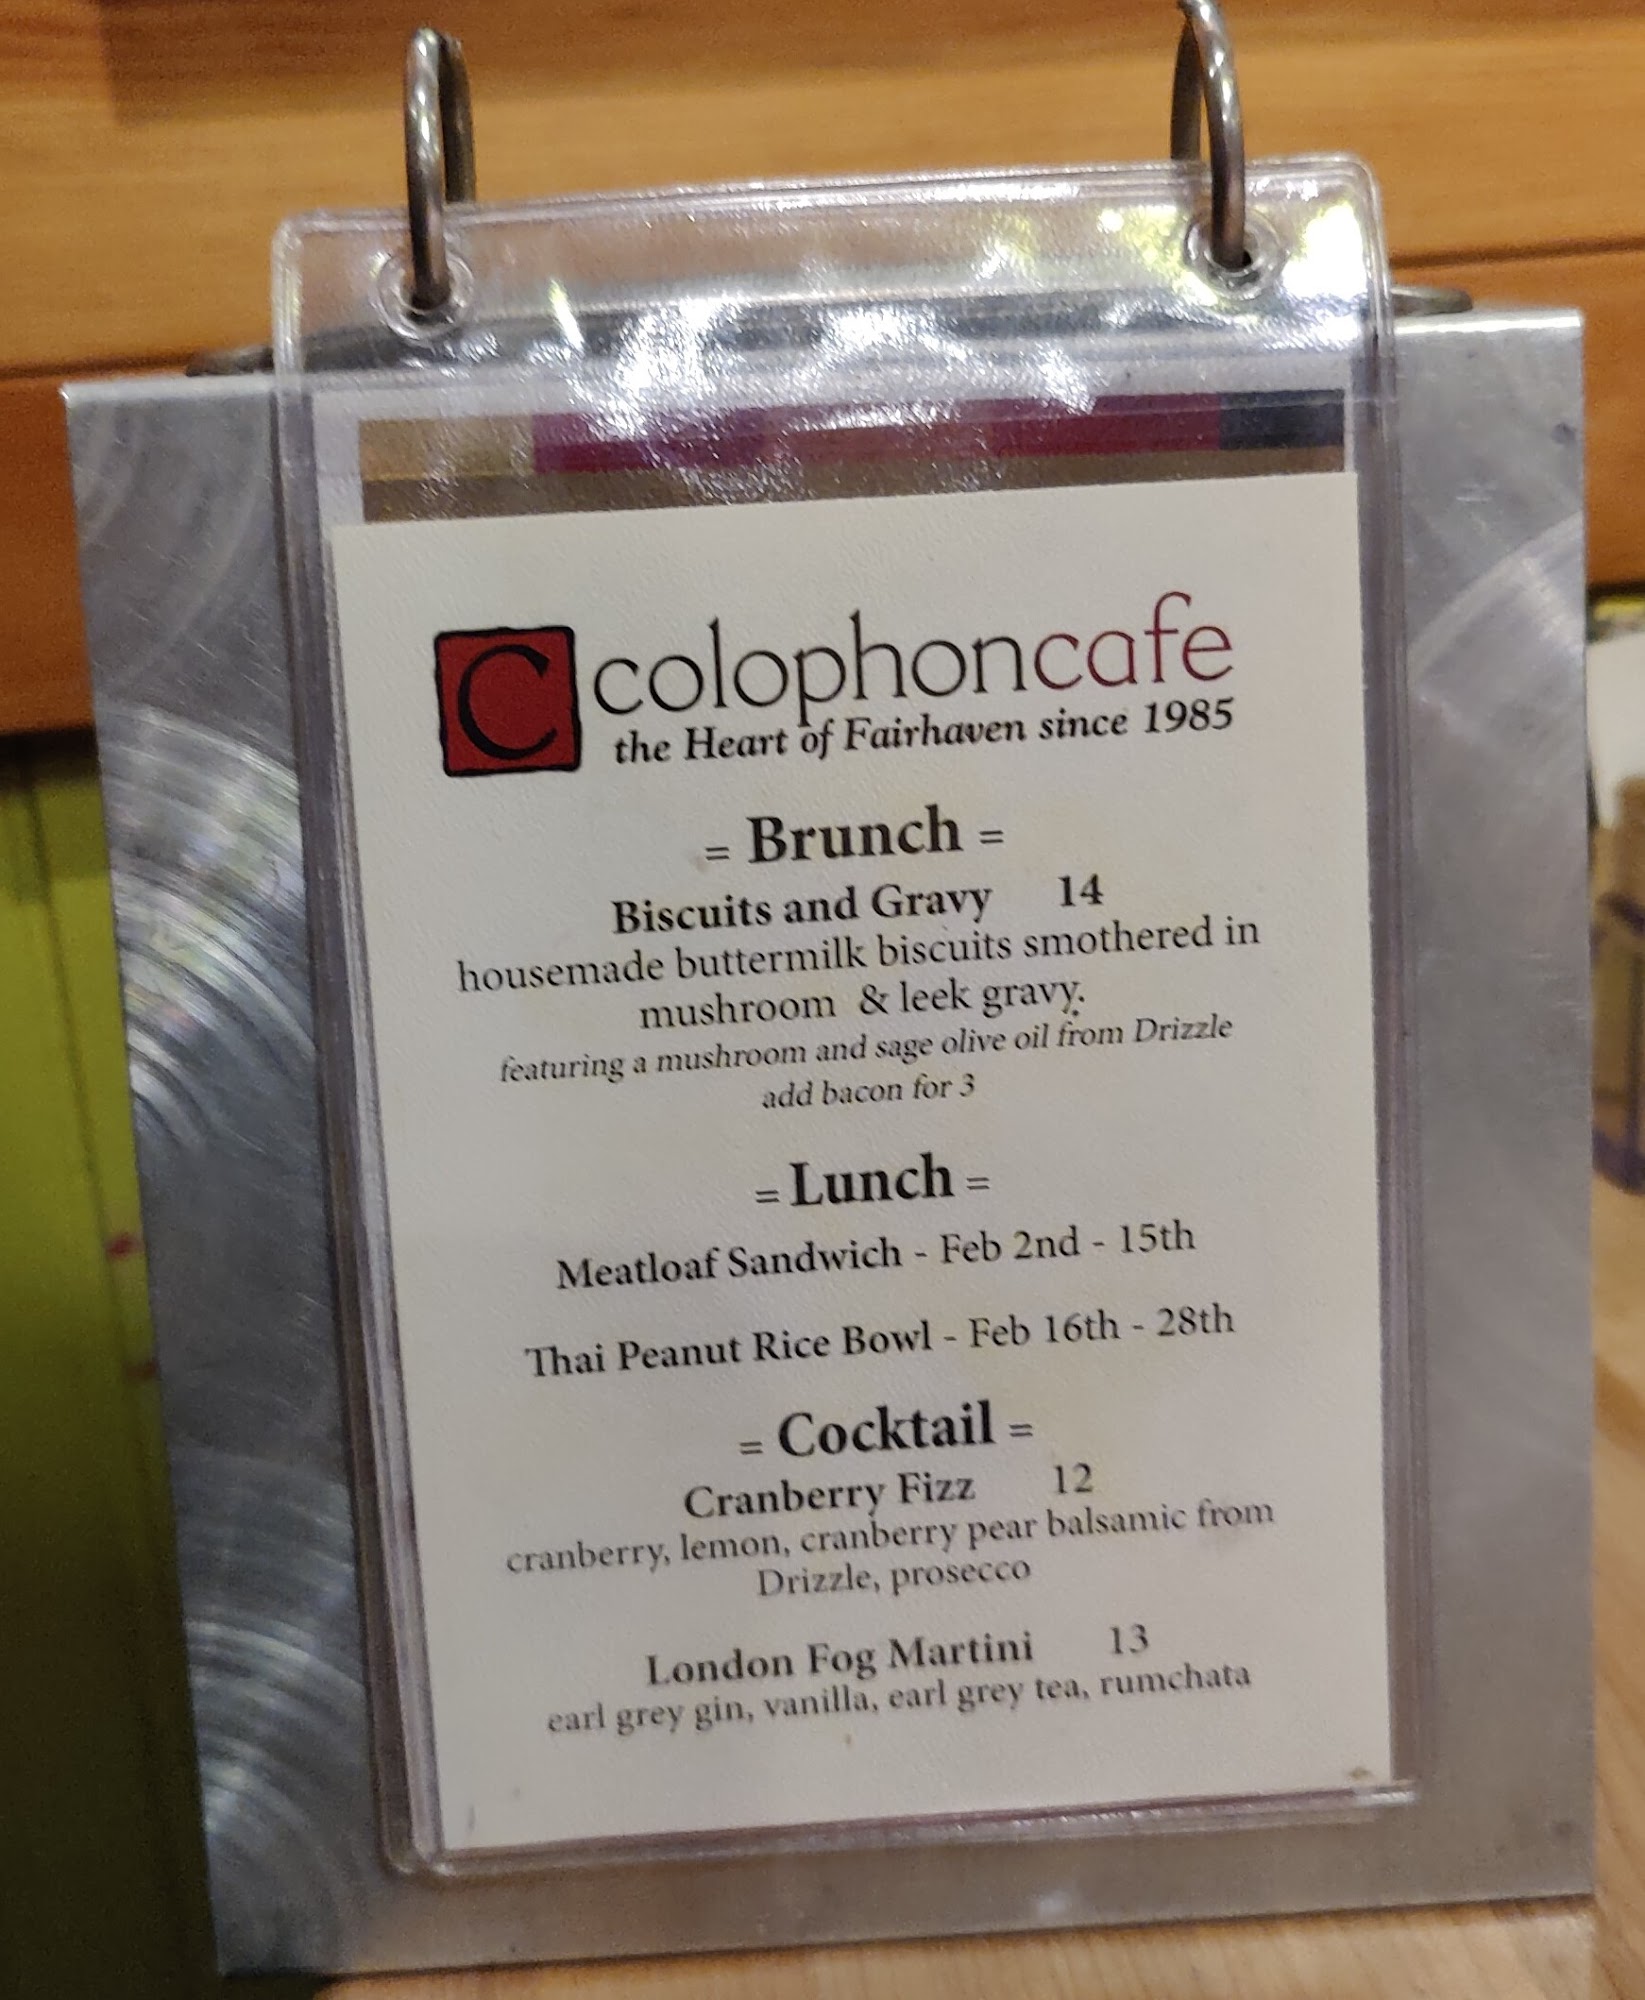 C colophoncafe
the Heart of Fairhaven since 1985
= Brunch =
Biscuits and Gravy 14
housemade buttermilk biscuits smothered in
mushroom & leek gravy.
featuring a mushroom and sage olive oil from Drizzle
add bacon for 3
= Lunch =
Meatloaf Sandwich - Feb 2nd - 15th
Thai Peanut Rice Bowl - Feb 16th - 28th
= Cocktail =
Cranberry Fizz 12
cranberry, lemon, cranberry pear balsamic from
Drizzle, prosecco
London Fog Martini 13
earl grey gin, vanilla, earl grey tea, rumchata